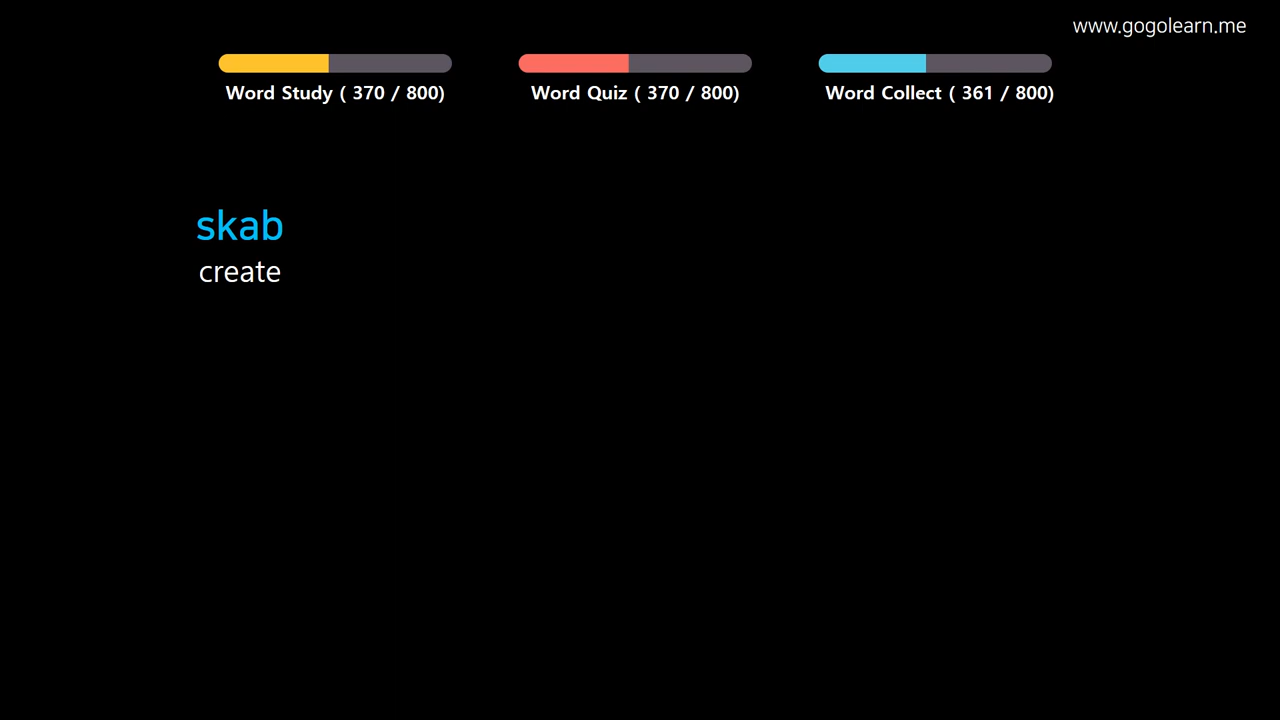 www.gogolearn.me
Word Study ( 370 / 800)
Word Quiz ( 370 / 800)
Word Collect ( 361 / 800)
skab
create